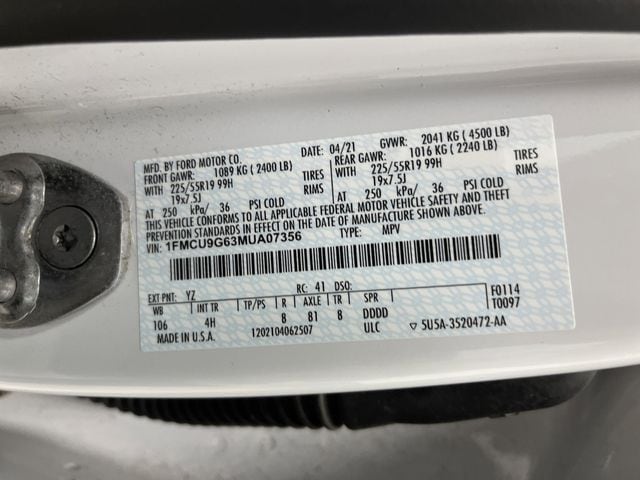 MFD. BY FORD MOTOR CO. DATE: 04/21 GVWR: 2041 KG ( 4500 LB)
FRONT GAWR: 1089 KG ( 2400 LB) REAR GAWR: 1016 KG ( 2240 LB)
WITH 225/55R19 99H TIRES 225/55R19 99H TIRES
19x7.5J RIMS WITH 19x7.5J RIMS
AT 250 kPa/ 36 PSI COLD AT 250 kPa/ 36 PSI COLD
THIS VEHICLE CONFORMS TO ALL APPLICABLE FEDERAL MOTOR VEHICLE SAFETY AND THEFT
PREVENTION STANDARDS IN EFFECT ON THE DATE OF MANUFACTURE SHOWN ABOVE.
VIN: 1FMCU9G63MUA07356 TYPE: MPV
EXT PNT: YZ RC: 41 DSO:
WB INT TR TP/PS R AXLE TR SPR F0114
106 4H 8 81 8 DDDD T0097
MADE IN U.S.A. 1202104062507 ULC ▽ 5U5A-3520472-AA